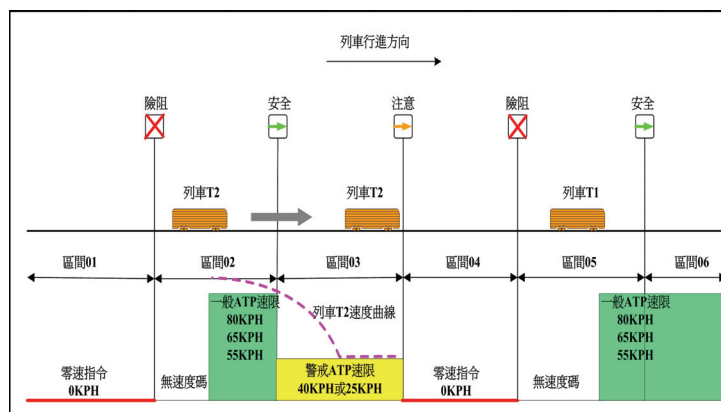 列車行進方向
險阻
安全
注意
險阻
安全
列車T2
列車T2
列車T1
區間01
區間02
區間03
區間04
區間05
區間06
一般ATP速限
80KPH
65KPH
55KPH
列車T2速度曲線
一般ATP速限
80KPH
65KPH
55KPH
零速指令
0KPH
無速度碼
警戒ATP速限
40KPH或25KPH
零速指令
0KPH
無速度碼